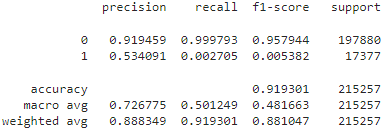 precision recall f1-score support
0 0.919459 0.999793 0.957944 197880
1 0.534091 0.002705 0.005382 17377
accuracy 0.919301 215257
macro avg 0.726775 0.501249 0.481663 215257
weighted avg 0.888349 0.919301 0.881047 215257